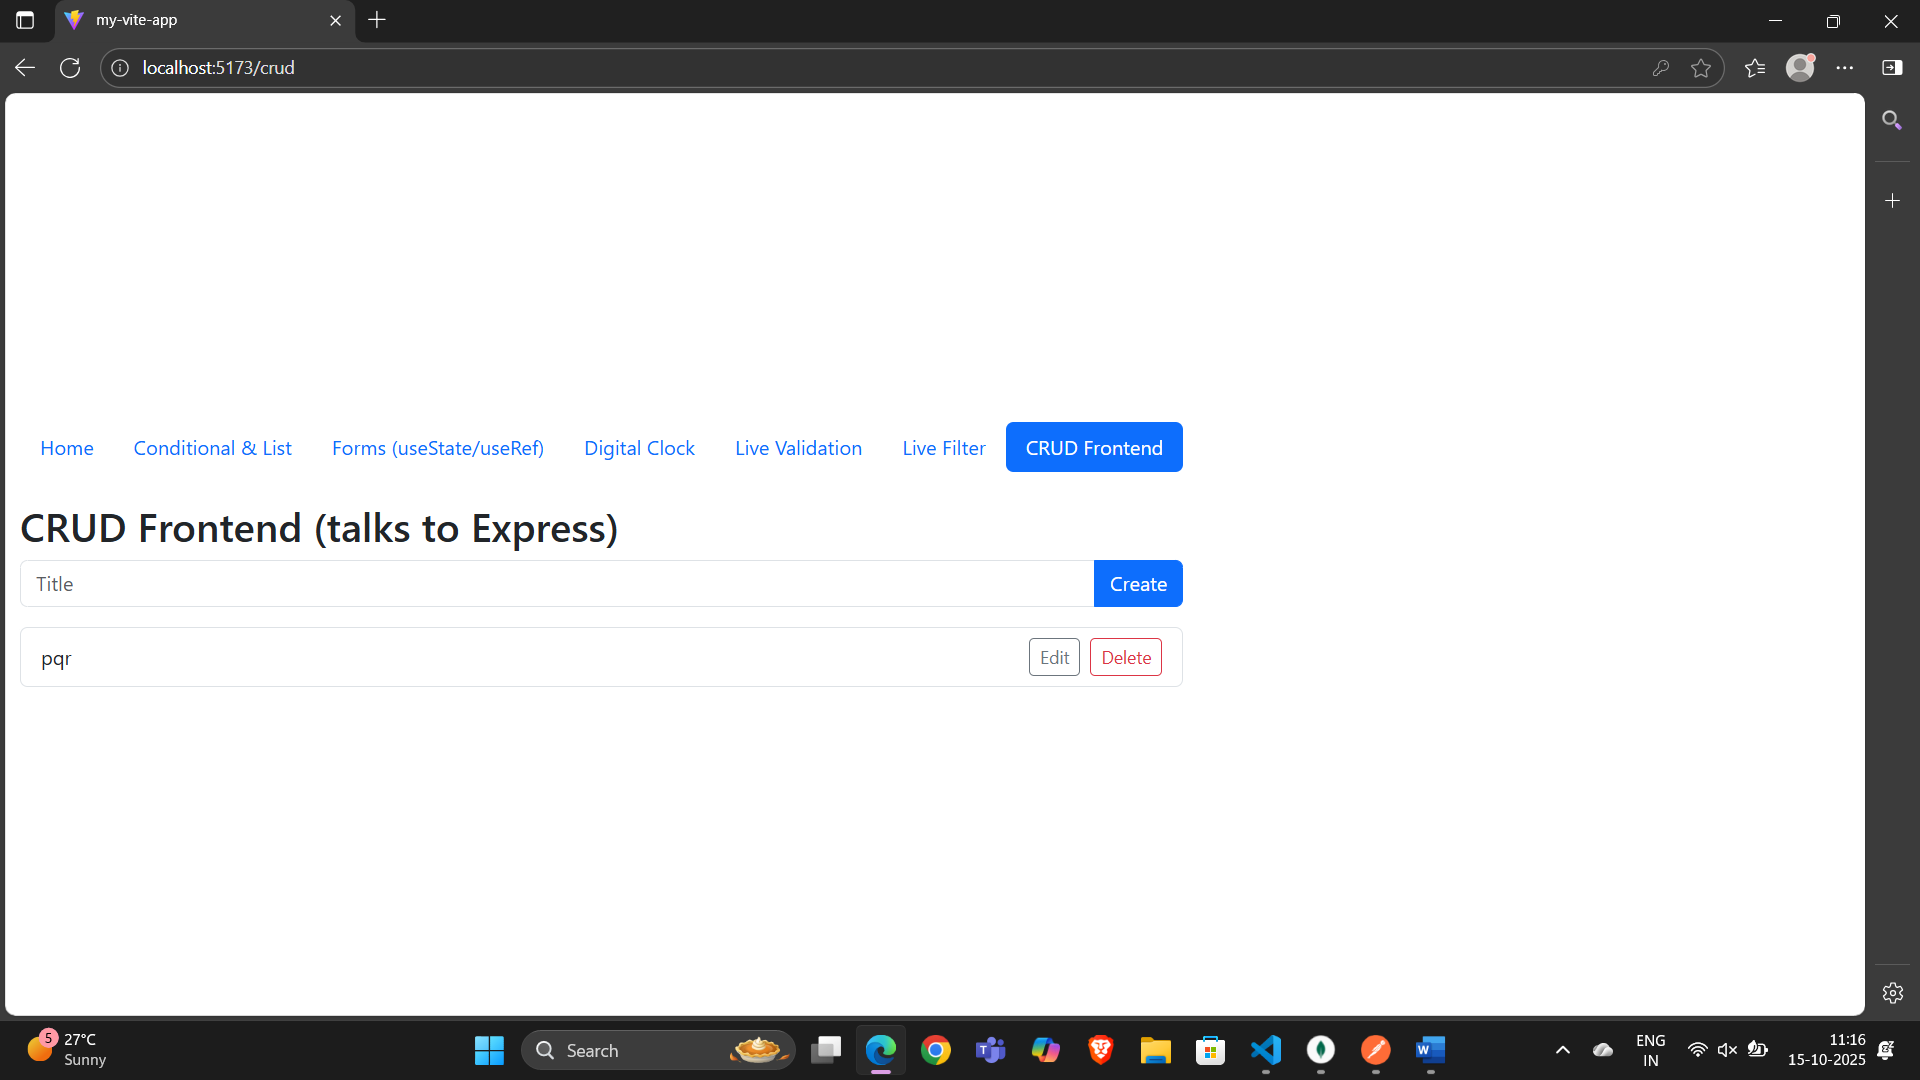 my-vite-app
localhost:5173/crud
Home Conditional & List Forms (useState/useRef) Digital Clock Live Validation Live Filter CRUD Frontend
CRUD Frontend (talks to Express)
Title Create
pqr Edit Delete
5 27°C
Sunny
Search
ENG
IN
11:16
15-10-2025